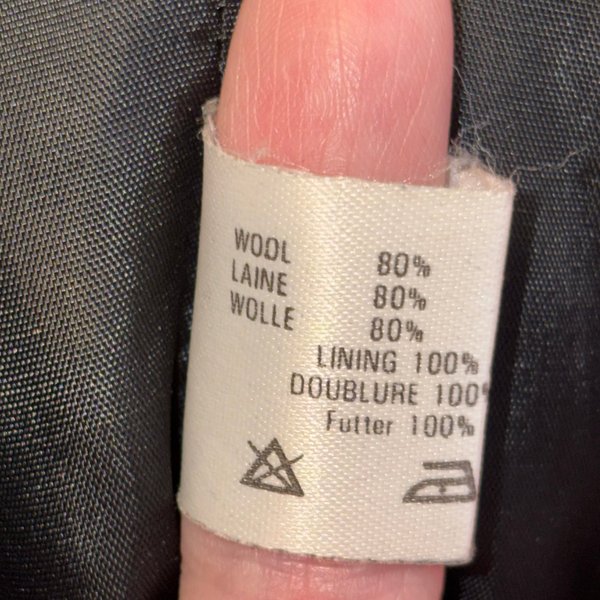 WOOL 80%
LAINE 80%
WOLLE 80%
LINING 100%
DOUBLURE 100%
Futter 100%